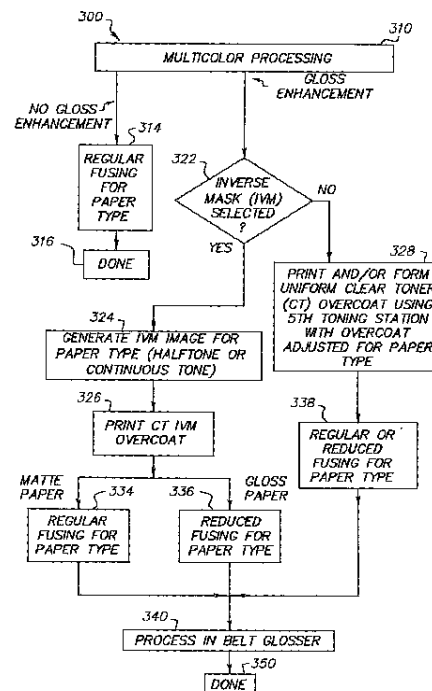 300
310
MULTICOLOR PROCESSING
NO GLOSS
ENHANCEMENT
GLOSS
ENHANCEMENT
314
REGULAR
FUSING
FOR
PAPER
TYPE
316
DONE
322
INVERSE
MASK (IVM)
SELECTED
?
NO
YES
328
PRINT AND/OR FORM
UNIFORM CLEAR TONER
(CT) OVERCOAT USING
5TH TONING STATION
WITH OVERCOAT
ADJUSTED FOR PAPER
TYPE
324
GENERATE IVM IMAGE FOR
PAPER TYPE (HALFTONE OR
CONTINUOUS TONE)
326
PRINT CT IVM
OVERCOAT
338
REGULAR OR
REDUCED
FUSING FOR
PAPER TYPE
MATTE
PAPER
334
REGULAR
FUSING FOR
PAPER TYPE
336
GLOSS
PAPER
REDUCED
FUSING FOR
PAPER TYPE
340
PROCESS IN BELT GLOSSER
350
DONE